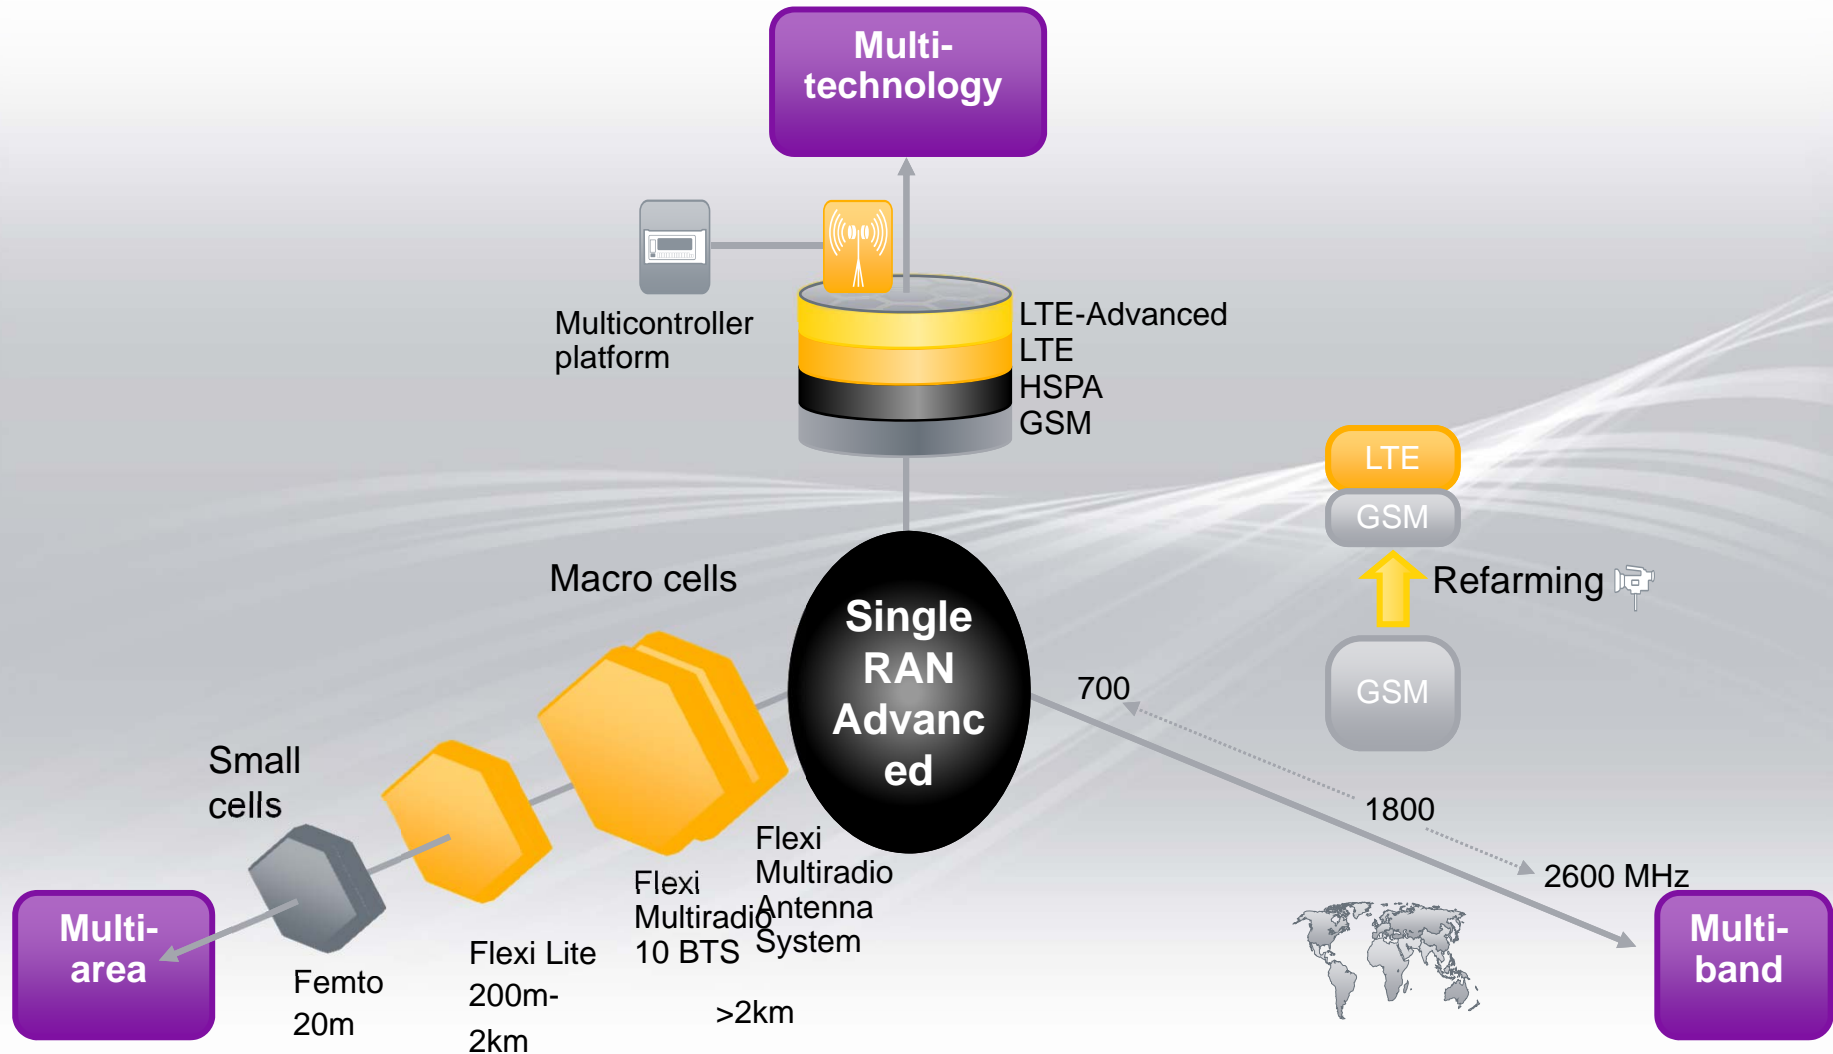 Multi-
technology
Multicontroller
platform
LTE-Advanced
LTE
HSPA
GSM
LTE
GSM
Refarming
GSM
Macro cells
Single
RAN
Advanc
ed
700
1800
2600 MHz
Small
cells
Flexi
Multiradio
Antenna
System
Flexi
Multiradio
10 BTS
>2km
Flexi Lite
200m-
2km
Femto
20m
Multi-
area
Multi-
band